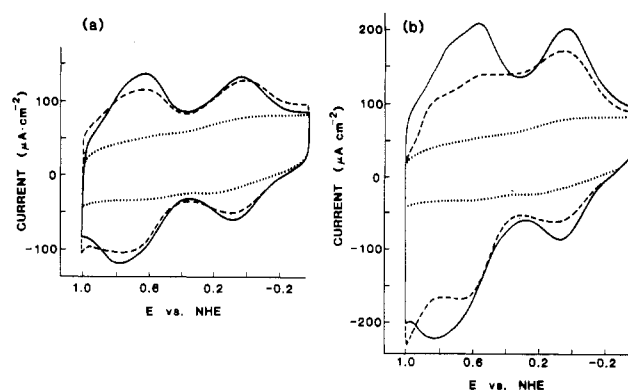 (a)
100
0
-100
CURRENT (μA·cm⁻²)
1.0 0.6 0.2 -0.2
E vs. NHE
(b)
200
100
0
-100
-200
CURRENT (μA cm⁻²)
1.0 0.6 0.2 -0.2
E vs. NHE